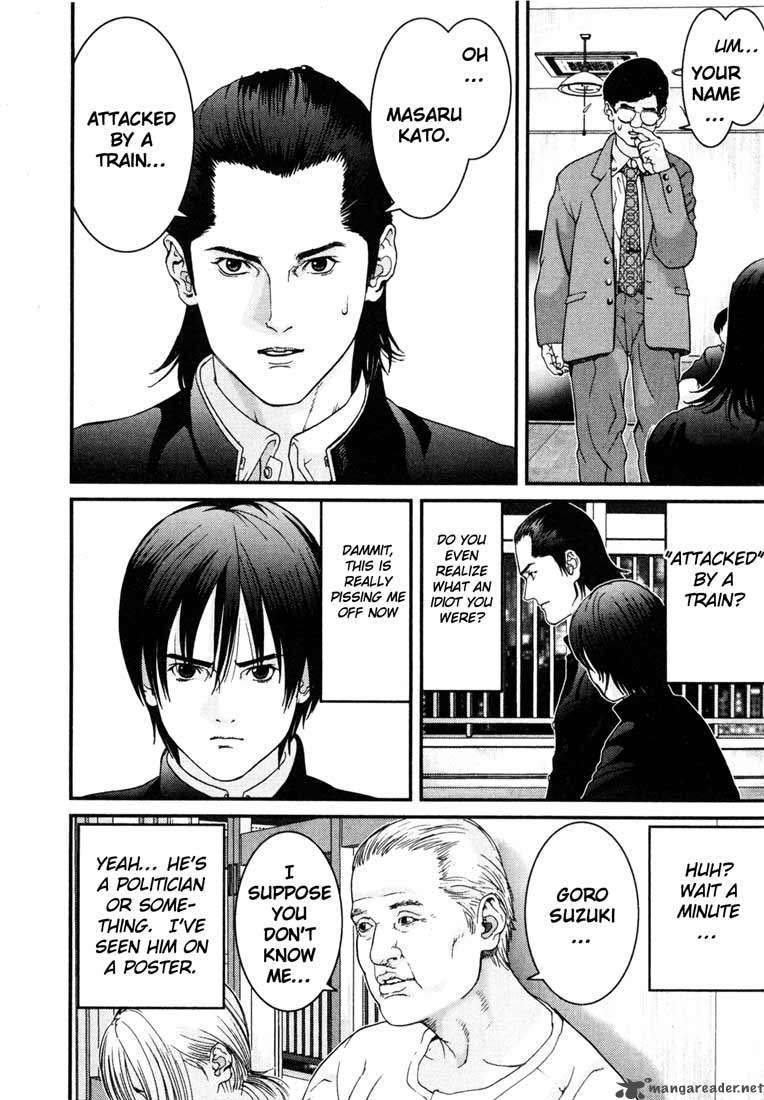 UM...
YOUR
NAME
...
OH
...
MASARU
KATO.
ATTACKED
BY A
TRAIN...
"ATTACKED"
BY A
TRAIN?
DO YOU
EVEN
REALIZE
WHAT AN
IDIOT YOU
WERE?
DAMMIT,
THIS IS
REALLY
PISSING ME
OFF NOW
HUH?
WAIT A
MINUTE
...
GORO
SUZUKI
...
I
SUPPOSE
YOU
DON'T
KNOW
ME...
YEAH... HE'S
A POLITICIAN
OR SOME-
THING. I'VE
SEEN HIM ON
A POSTER.
mangareader.net